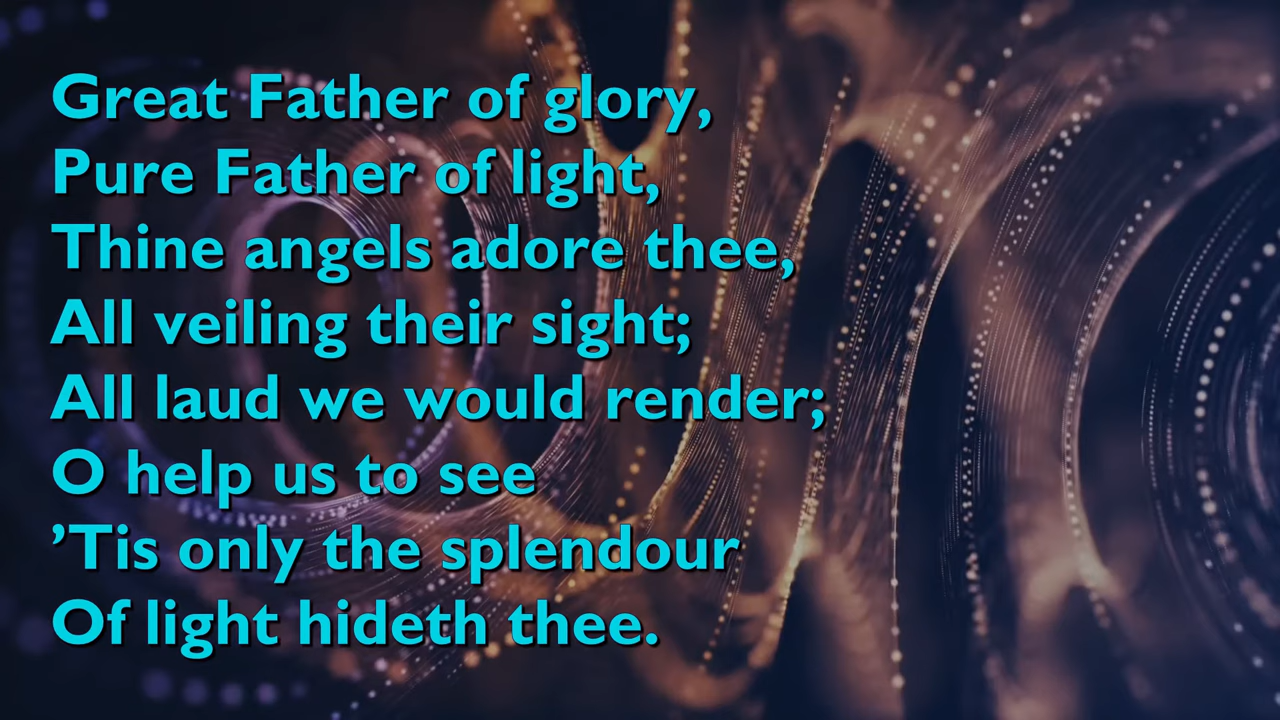 Great Father of glory,
Pure Father of light,
Thine angels adore thee,
All veiling their sight;
All laud we would render;
O help us to see
’Tis only the splendour
Of light hideth thee.